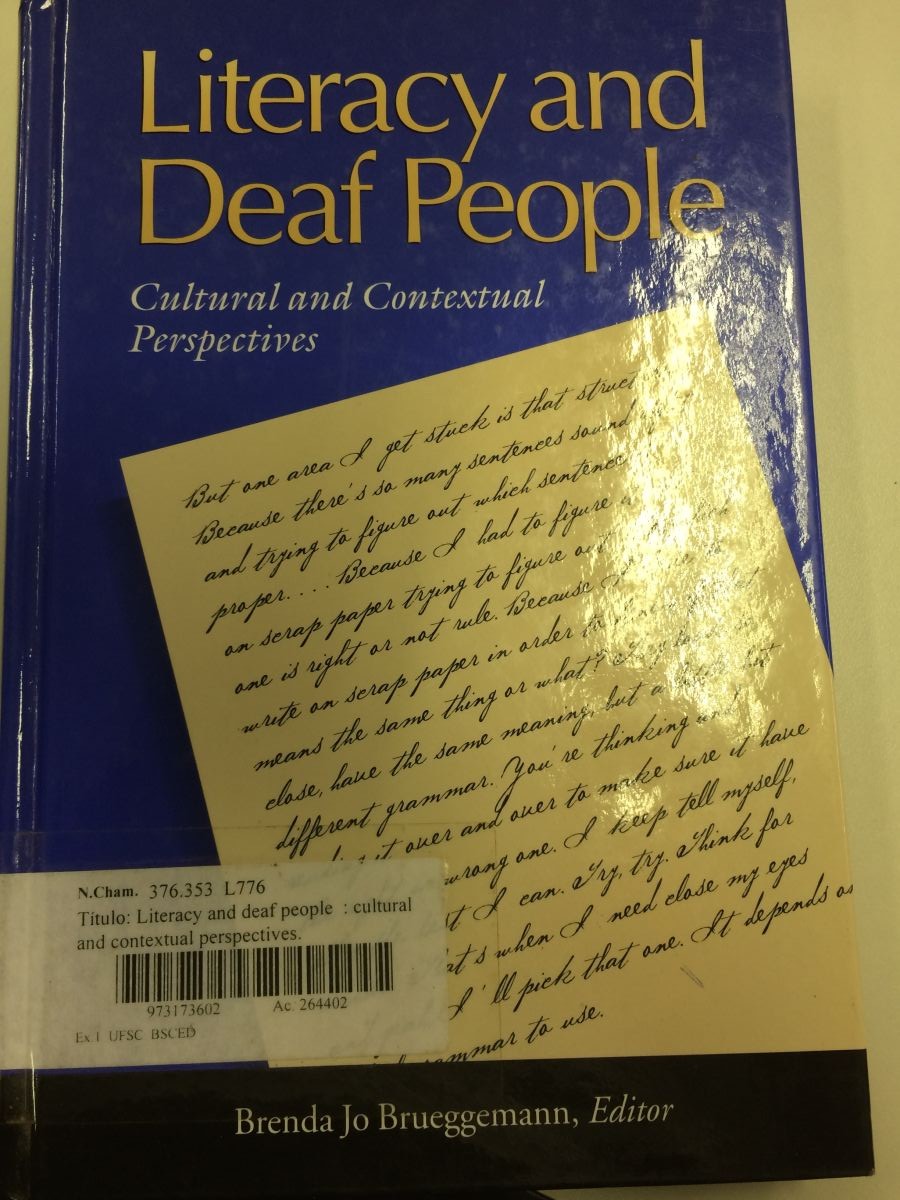 Literacy and
Deaf People
Cultural and Contextual
Perspectives
But one area I get stuck is that
Because there's so many sentences sound
and trying to figure out which
proper.... Because I had to figure
on scrap paper trying to figure out
one is right or not rule. Because
write on scrap paper in order to
means the same thing or what?
close, have the same meaning, but a
different grammar. You're thinking and
it over and over to make sure it have
wrong one. I keep tell myself,
I can. Try, try. Think for
when I need close my eyes
I'll pick that one. It depends
to use.
N.Cham. 376.353 L776
Título: Literacy and deaf people : cultural
and contextual perspectives.
973173602 Ac. 264402
Ex.1 UFSC BSCED
Brenda Jo Brueggemann, Editor